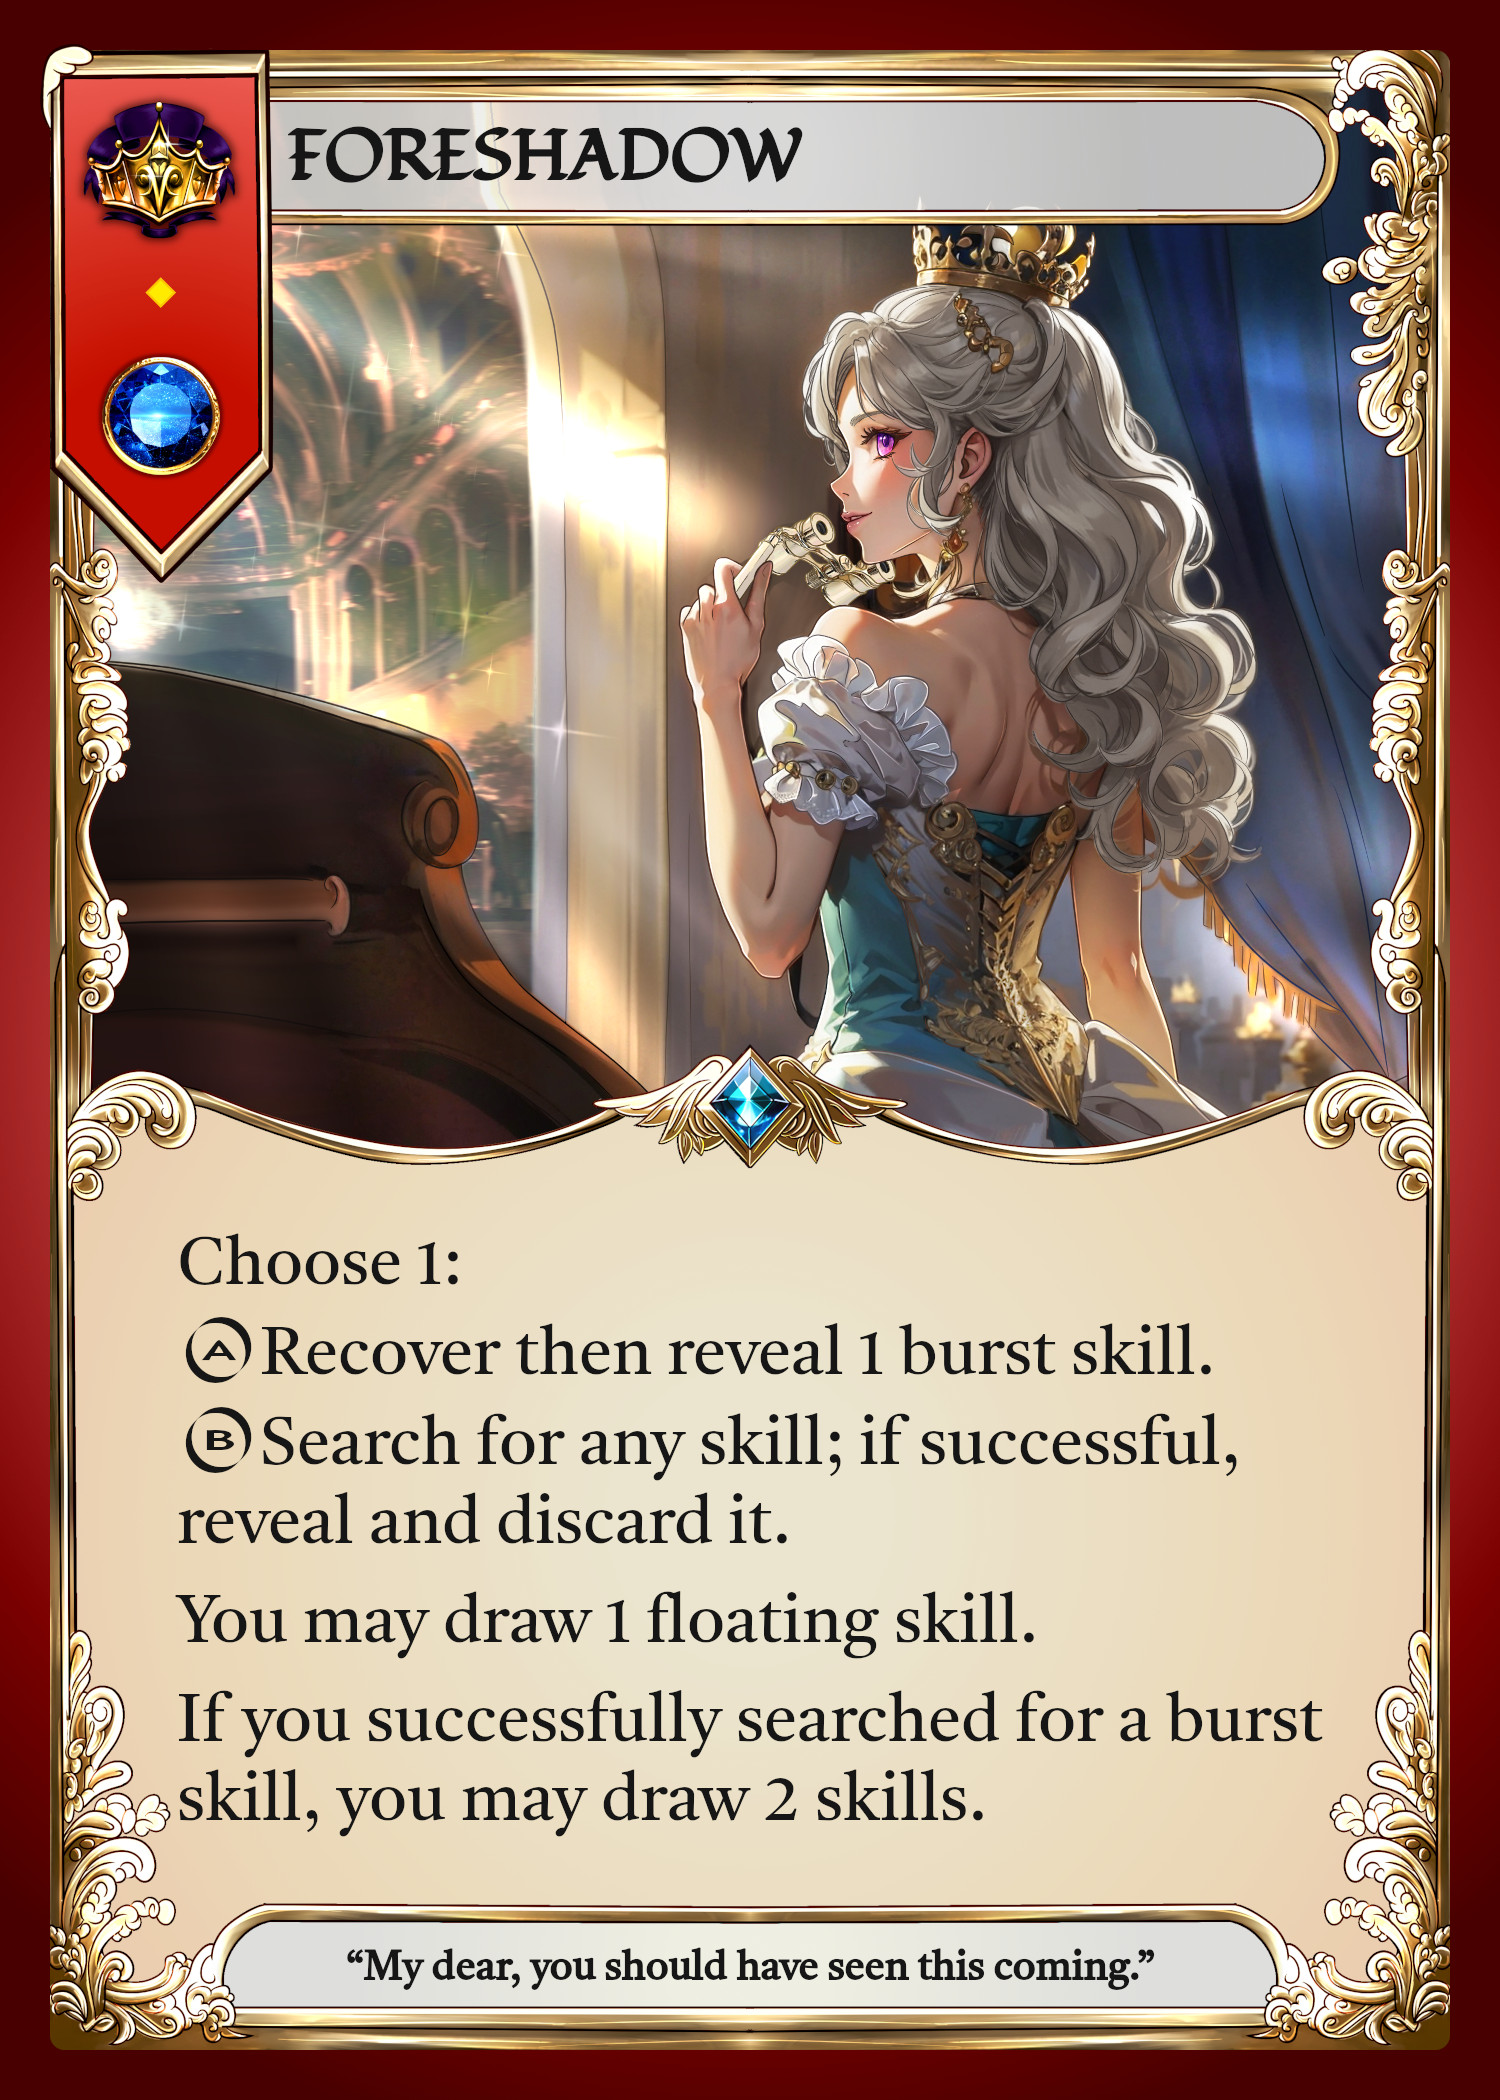 FORESHADOW
Choose 1:
Ⓐ Recover then reveal 1 burst skill.
Ⓑ Search for any skill; if successful,
reveal and discard it.
You may draw 1 floating skill.
If you successfully searched for a burst
skill, you may draw 2 skills.
“My dear, you should have seen this coming.”